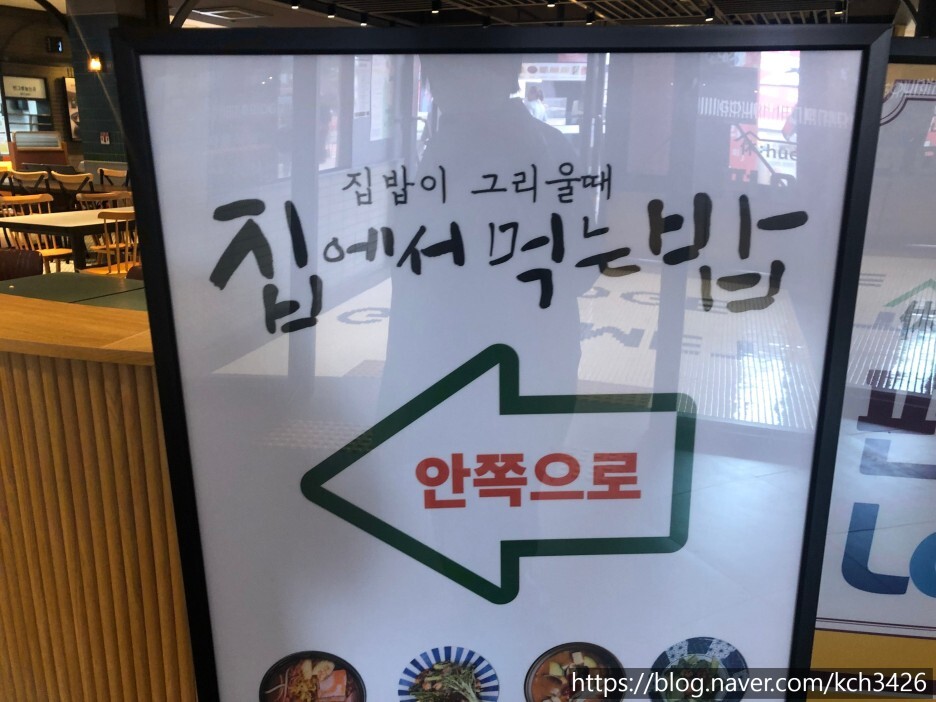 집밥이 그리울때
집에서 먹는 밥
안쪽으로
https://blog.naver.com/kch3426